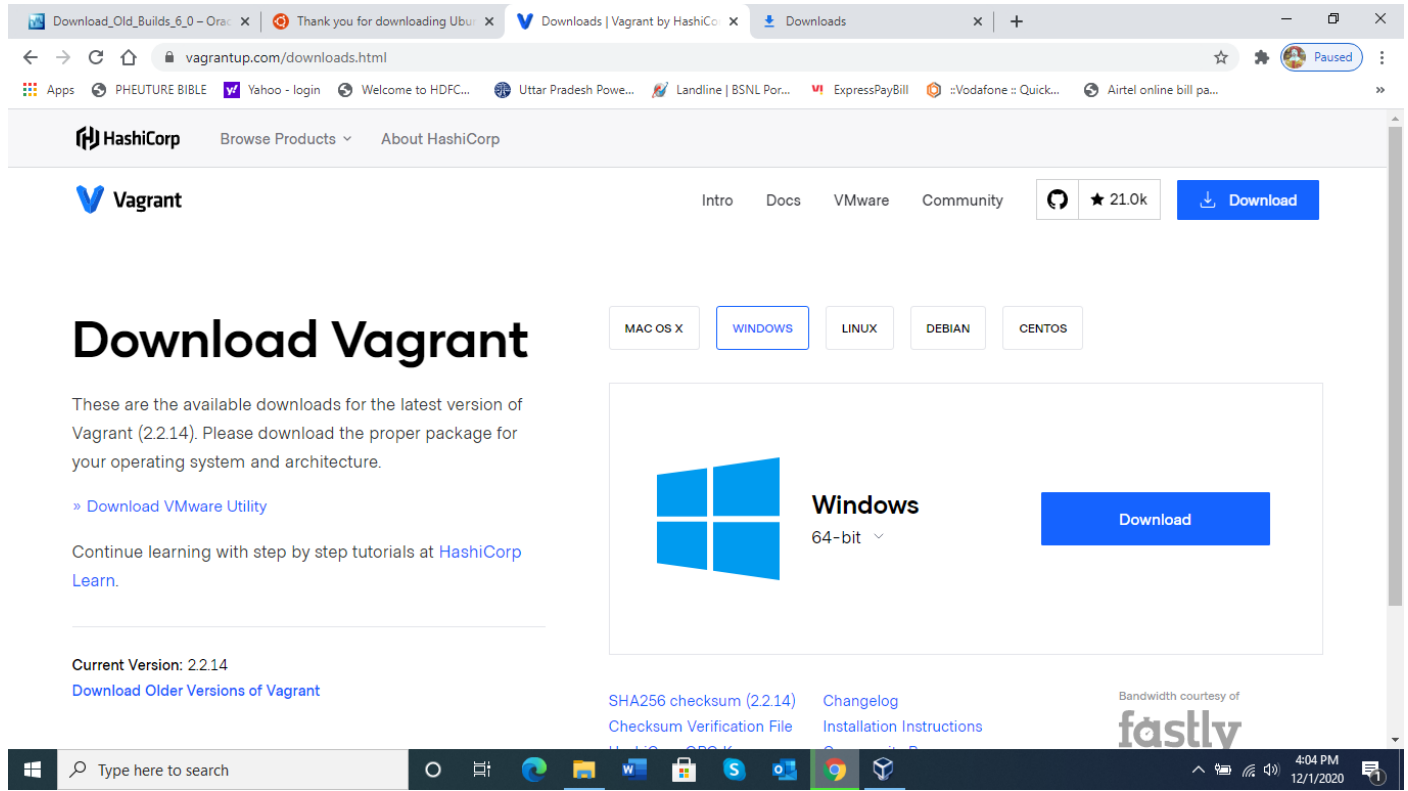 Download_Old_Builds_6_0 – Orac
Thank you for downloading Ubun
Downloads | Vagrant by HashiCor
Downloads
vagrantup.com/downloads.html
Paused
Apps
PHEUTURE BIBLE
Yahoo - login
Welcome to HDFC...
Uttar Pradesh Powe...
Landline | BSNL Por...
ExpressPayBill
::Vodafone :: Quick...
Airtel online bill pa...
»
HashiCorp
Browse Products
About HashiCorp
Vagrant
Intro
Docs
VMware
Community
★ 21.0k
Download
Download Vagrant
These are the available downloads for the latest version of
Vagrant (2.2.14). Please download the proper package for
your operating system and architecture.
» Download VMware Utility
Continue learning with step by step tutorials at HashiCorp
Learn.
Current Version: 2.2.14
Download Older Versions of Vagrant
MAC OS X
WINDOWS
LINUX
DEBIAN
CENTOS
Windows
64-bit
Download
SHA256 checksum (2.2.14)
Changelog
Checksum Verification File
Installation Instructions
Bandwidth courtesy of
fastly
Type here to search
4:04 PM
12/1/2020
1